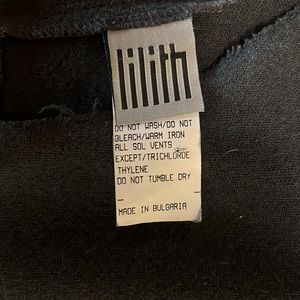 lilith
DO NOT WASH/DO NOT
BLEACH/WARM IRON
ALL SOL VENTS
EXCEPT/TRICHLORDE
THYLENE
DO NOT TUMBLE DRY
-
-
MADE IN BULGARIA